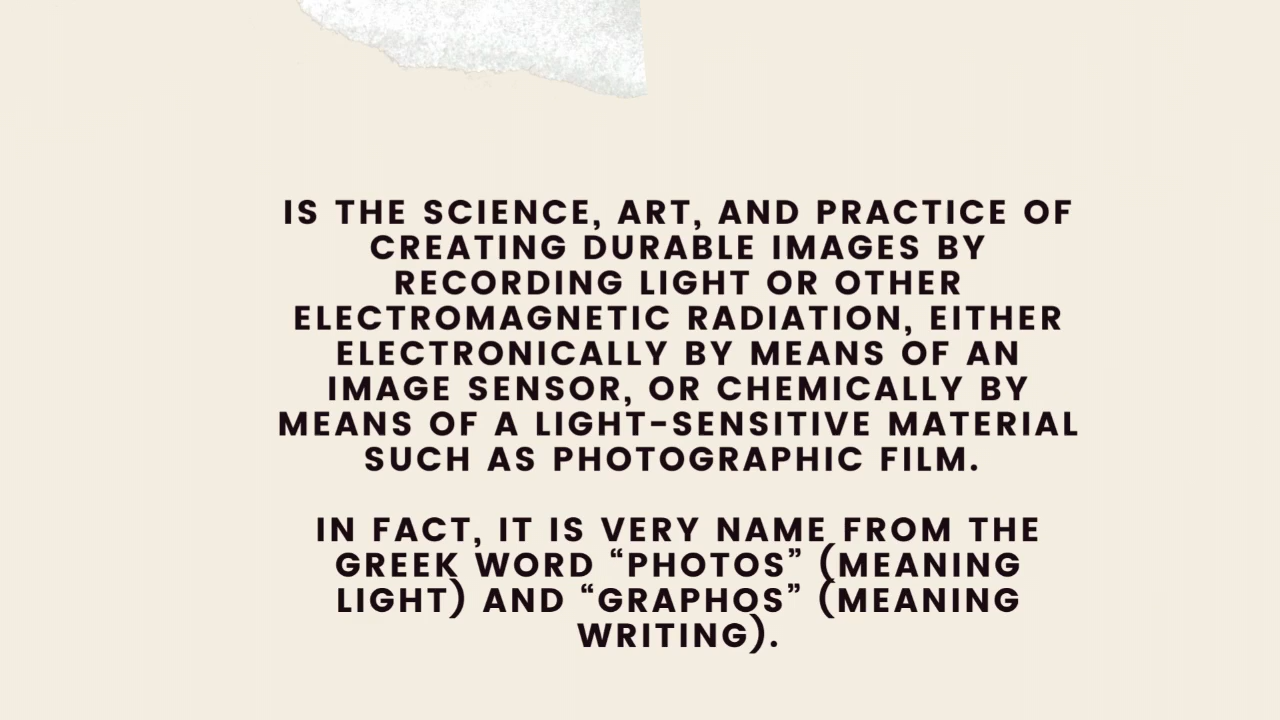 IS THE SCIENCE, ART, AND PRACTICE OF
CREATING DURABLE IMAGES BY
RECORDING LIGHT OR OTHER
ELECTROMAGNETIC RADIATION, EITHER
ELECTRONICALLY BY MEANS OF AN
IMAGE SENSOR, OR CHEMICALLY BY
MEANS OF A LIGHT-SENSITIVE MATERIAL
SUCH AS PHOTOGRAPHIC FILM.
IN FACT, IT IS VERY NAME FROM THE
GREEK WORD “PHOTOS” (MEANING
LIGHT) AND “GRAPHOS” (MEANING
WRITING).